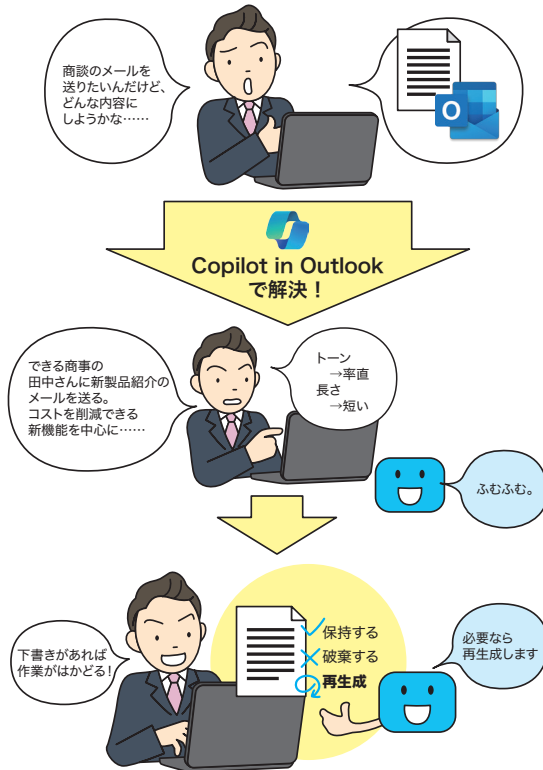 商談のメールを
送りたいんだけど、
どんな内容に
しようかな……
O
Copilot in Outlook
で解決！
できる商事の
田中さんに新製品紹介の
メールを送る。
コストを削減できる
新機能を中心に……
トーン
→率直
長さ
→短い
ふむふむ。
下書きがあれば
作業がはかどる！
保持する
破棄する
再生成
必要なら
再生成します